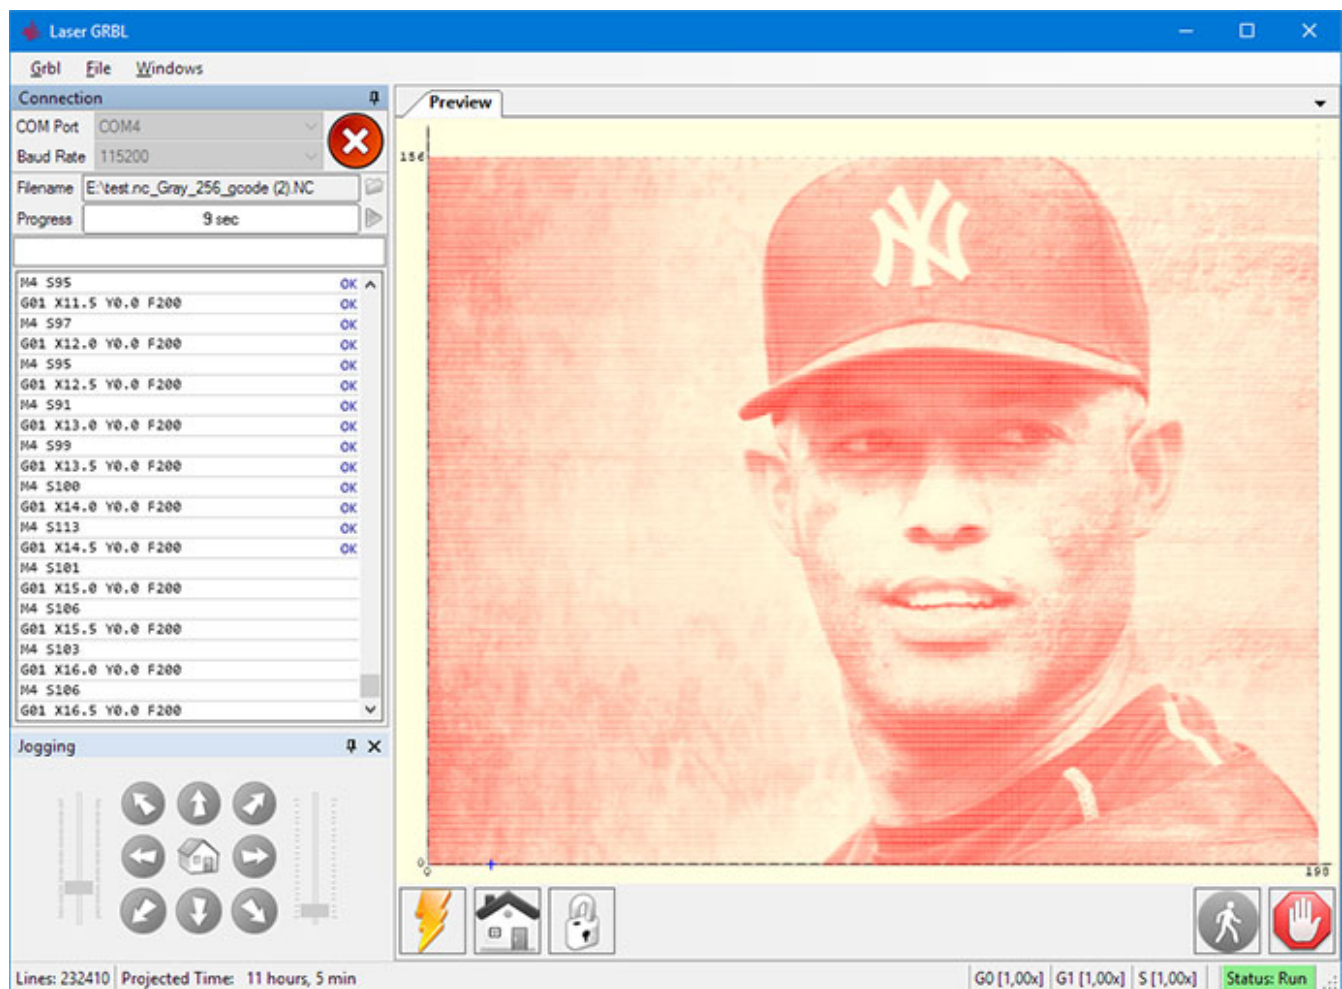 Laser GRBL
Grbl File Windows
Connection
COM Port COM4
Baud Rate 115200
Filename E:\test.nc_Gray_256_gcode (2).NC
Progress 9 sec
M4 S95 OK
G01 X11.5 Y0.0 F200 OK
M4 S97 OK
G01 X12.0 Y0.0 F200 OK
M4 S95 OK
G01 X12.5 Y0.0 F200 OK
M4 S91 OK
G01 X13.0 Y0.0 F200 OK
M4 S99 OK
G01 X13.5 Y0.0 F200 OK
M4 S100 OK
G01 X14.0 Y0.0 F200 OK
M4 S113 OK
G01 X14.5 Y0.0 F200 OK
M4 S101
G01 X15.0 Y0.0 F200
M4 S106
G01 X15.5 Y0.0 F200
M4 S103
G01 X16.0 Y0.0 F200
M4 S106
G01 X16.5 Y0.0 F200
Jogging
Preview
NY
0
0
198
Lines: 232410 Projected Time: 11 hours, 5 min
G0 [1,00x] G1 [1,00x] S [1,00x] Status: Run